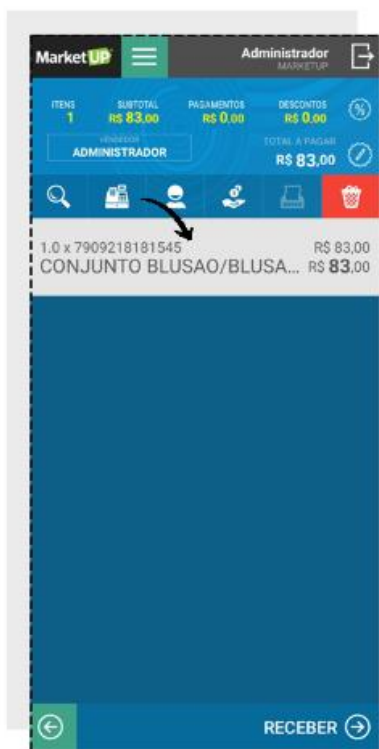 MarketUP
Administrador
MARKETUP
ITENS SUBTOTAL PAGAMENTOS DESCONTOS
1 R$ 83,00 R$ 0,00 R$ 0,00
VENDEDOR
ADMINISTRADOR
TOTAL A PAGAR
R$ 83,00
1.0 x 7909218181545 R$ 83,00
CONJUNTO BLUSAO/BLUSA... R$ 83,00
RECEBER